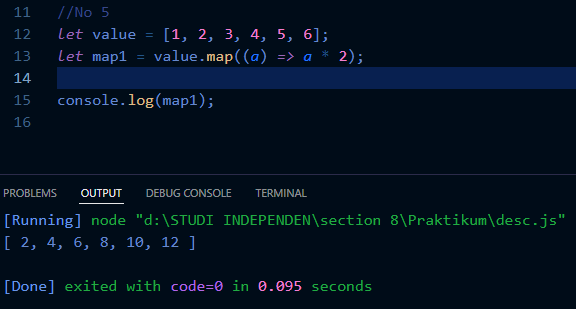 11 //No 5
12 let value = [1, 2, 3, 4, 5, 6];
13 let map1 = value.map((a) => a * 2);
14
15 console.log(map1);
16
PROBLEMS OUTPUT DEBUG CONSOLE TERMINAL
[Running] node "d:\STUDI INDEPENDEN\section 8\Praktikum\desc.js"
[ 2, 4, 6, 8, 10, 12 ]
[Done] exited with code=0 in 0.095 seconds